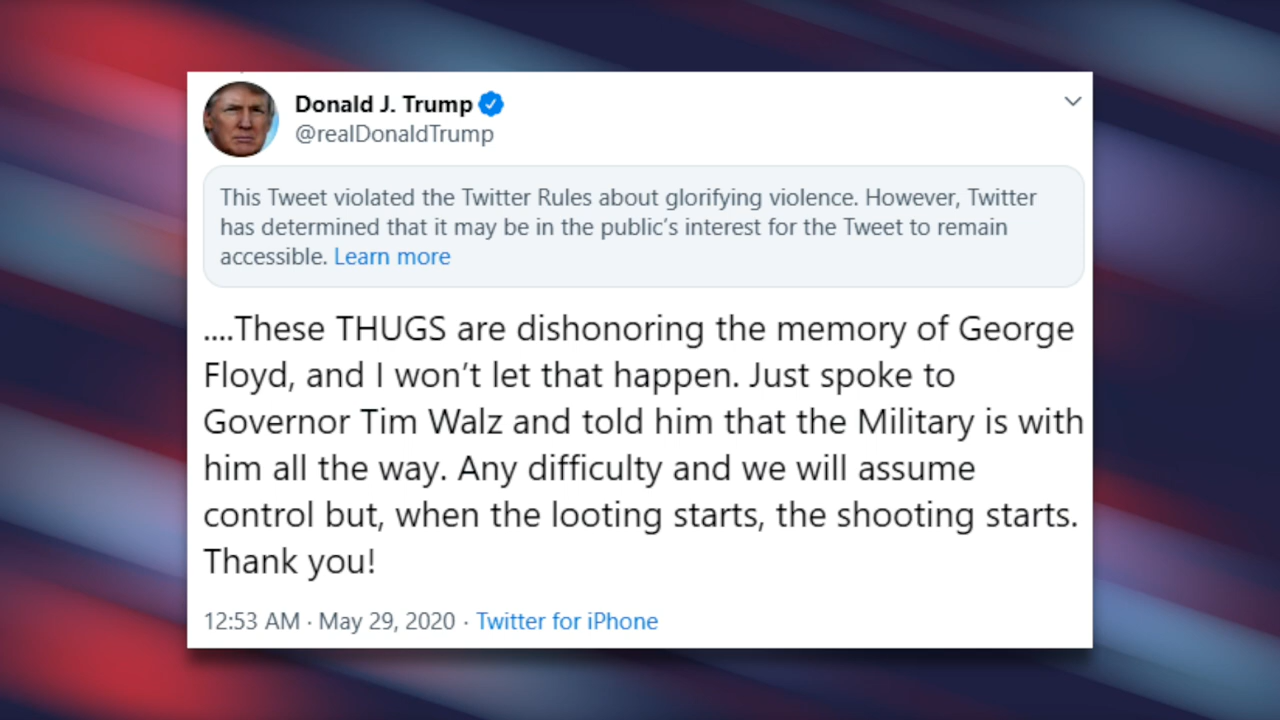 Donald J. Trump
@realDonaldTrump
This Tweet violated the Twitter Rules about glorifying violence. However, Twitter
has determined that it may be in the public’s interest for the Tweet to remain
accessible. Learn more
....These THUGS are dishonoring the memory of George
Floyd, and I won’t let that happen. Just spoke to
Governor Tim Walz and told him that the Military is with
him all the way. Any difficulty and we will assume
control but, when the looting starts, the shooting starts.
Thank you!
12:53 AM · May 29, 2020 · Twitter for iPhone